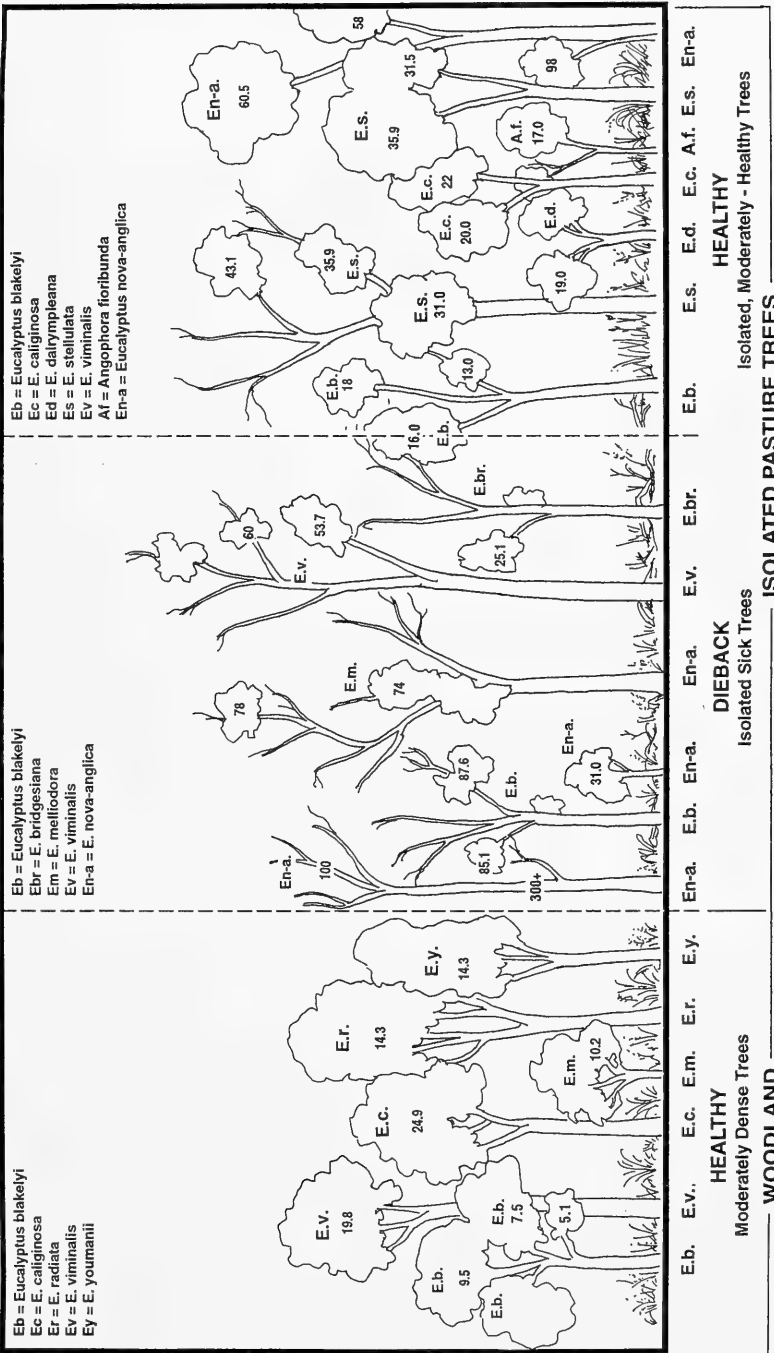 Eb = Eucalyptus blakelyi
Ec = E. caliginosa
Er = E. radiata
Ev = E. viminalis
Ey = E. youmanii
Eb = Eucalyptus blakelyi
Ebr = E. bridgesiana
Em = E. melliodora
Ev = E. viminalis
En-a = E. nova-anglica
Eb = Eucalyptus blakelyi
Ec = E. caliginosa
Ed = E. dalrympleana
Es = E. stellulata
Ev = E. viminalis
Af = Angophora fioribunda
En-a = Eucalyptus nova-anglica
E.b.
E.b.
9.5
E.v.
19.8
E.b.
7.5
5.1
E.c.
24.9
E.m.
10.2
E.r.
14.3
E.y.
14.3
En-a.
100
300+
85.1
87.6
E.b.
En-a.
31.0
78
E.m.
74
E.v.
60
53.7
25.1
E.br.
16.0
E.b.
E.b.
18
13.0
43.1
35.9
E.s.
E.s.
31.0
19.0
E.d.
E.c.
20.0
E.c.
22
A.f.
17.0
E.s.
35.9
31.5
En-a.
60.5
98
58
E.b. E.v. E.c. E.m. E.r. E.y.
En-a. E.b. En-a. En-a. E.v. E.br.
E.b. E.s. E.d. E.c. A.f. E.s. En-a.
HEALTHY
Moderately Dense Trees
WOODLAND
DIEBACK
Isolated Sick Trees
HEALTHY
Isolated, Moderately - Healthy Trees
ISOLATED PASTURE TREES